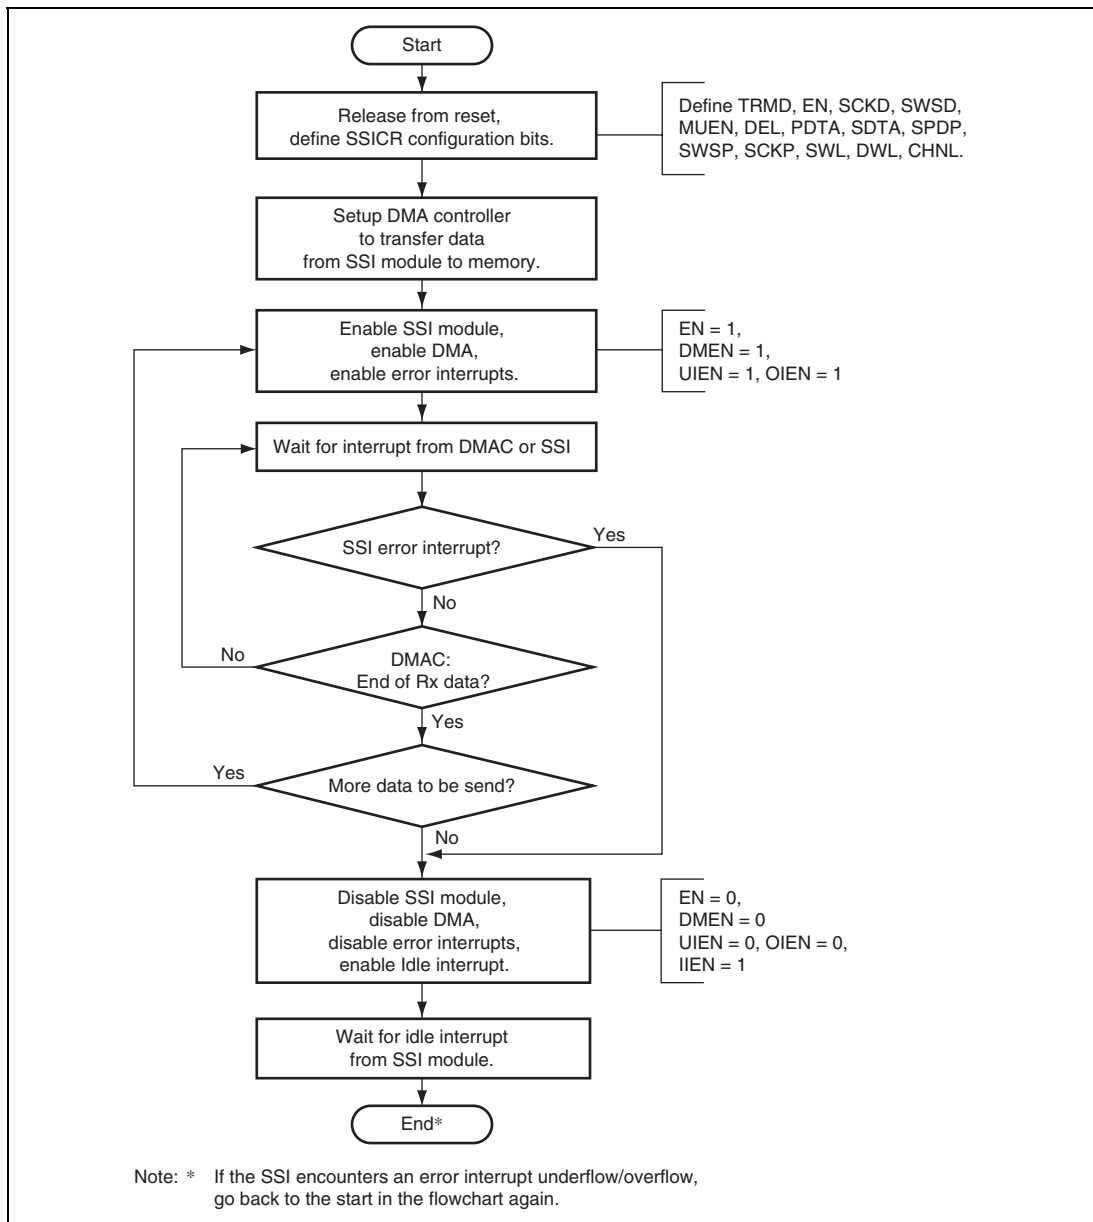 Start
Release from reset,
define SSICR configuration bits.
Define TRMD, EN, SCKD, SWSD,
MUEN, DEL, PDTA, SDTA, SPDP,
SWSP, SCKP, SWL, DWL, CHNL.
Setup DMA controller
to transfer data
from SSI module to memory.
Enable SSI module,
enable DMA,
enable error interrupts.
EN = 1,
DMEN = 1,
UIEN = 1, OIEN = 1
Wait for interrupt from DMAC or SSI
SSI error interrupt?
Yes
No
DMAC:
End of Rx data?
No
Yes
More data to be send?
Yes
No
Disable SSI module,
disable DMA,
disable error interrupts,
enable Idle interrupt.
EN = 0,
DMEN = 0
UIEN = 0, OIEN = 0,
IIEN = 1
Wait for idle interrupt
from SSI module.
End*
Note: * If the SSI encounters an error interrupt underflow/overflow,
go back to the start in the flowchart again.